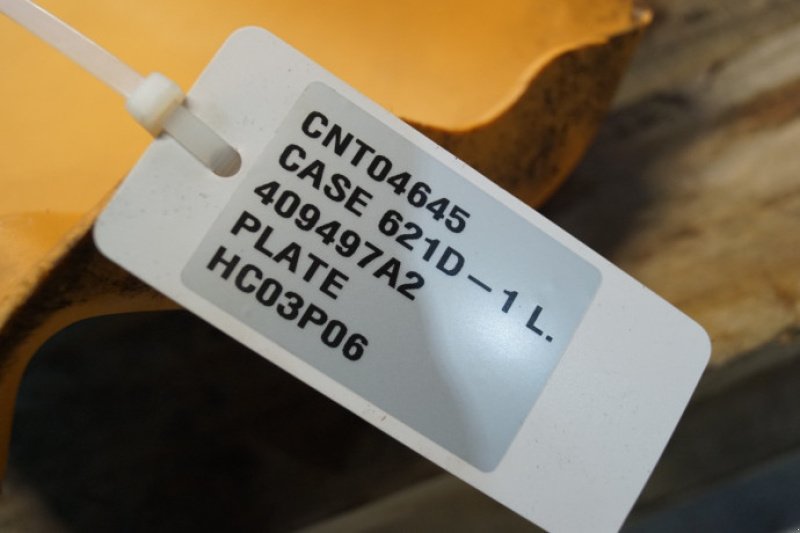 CNT04645
CASE 621D-1 L.
409497A2
PLATE
HC03P06